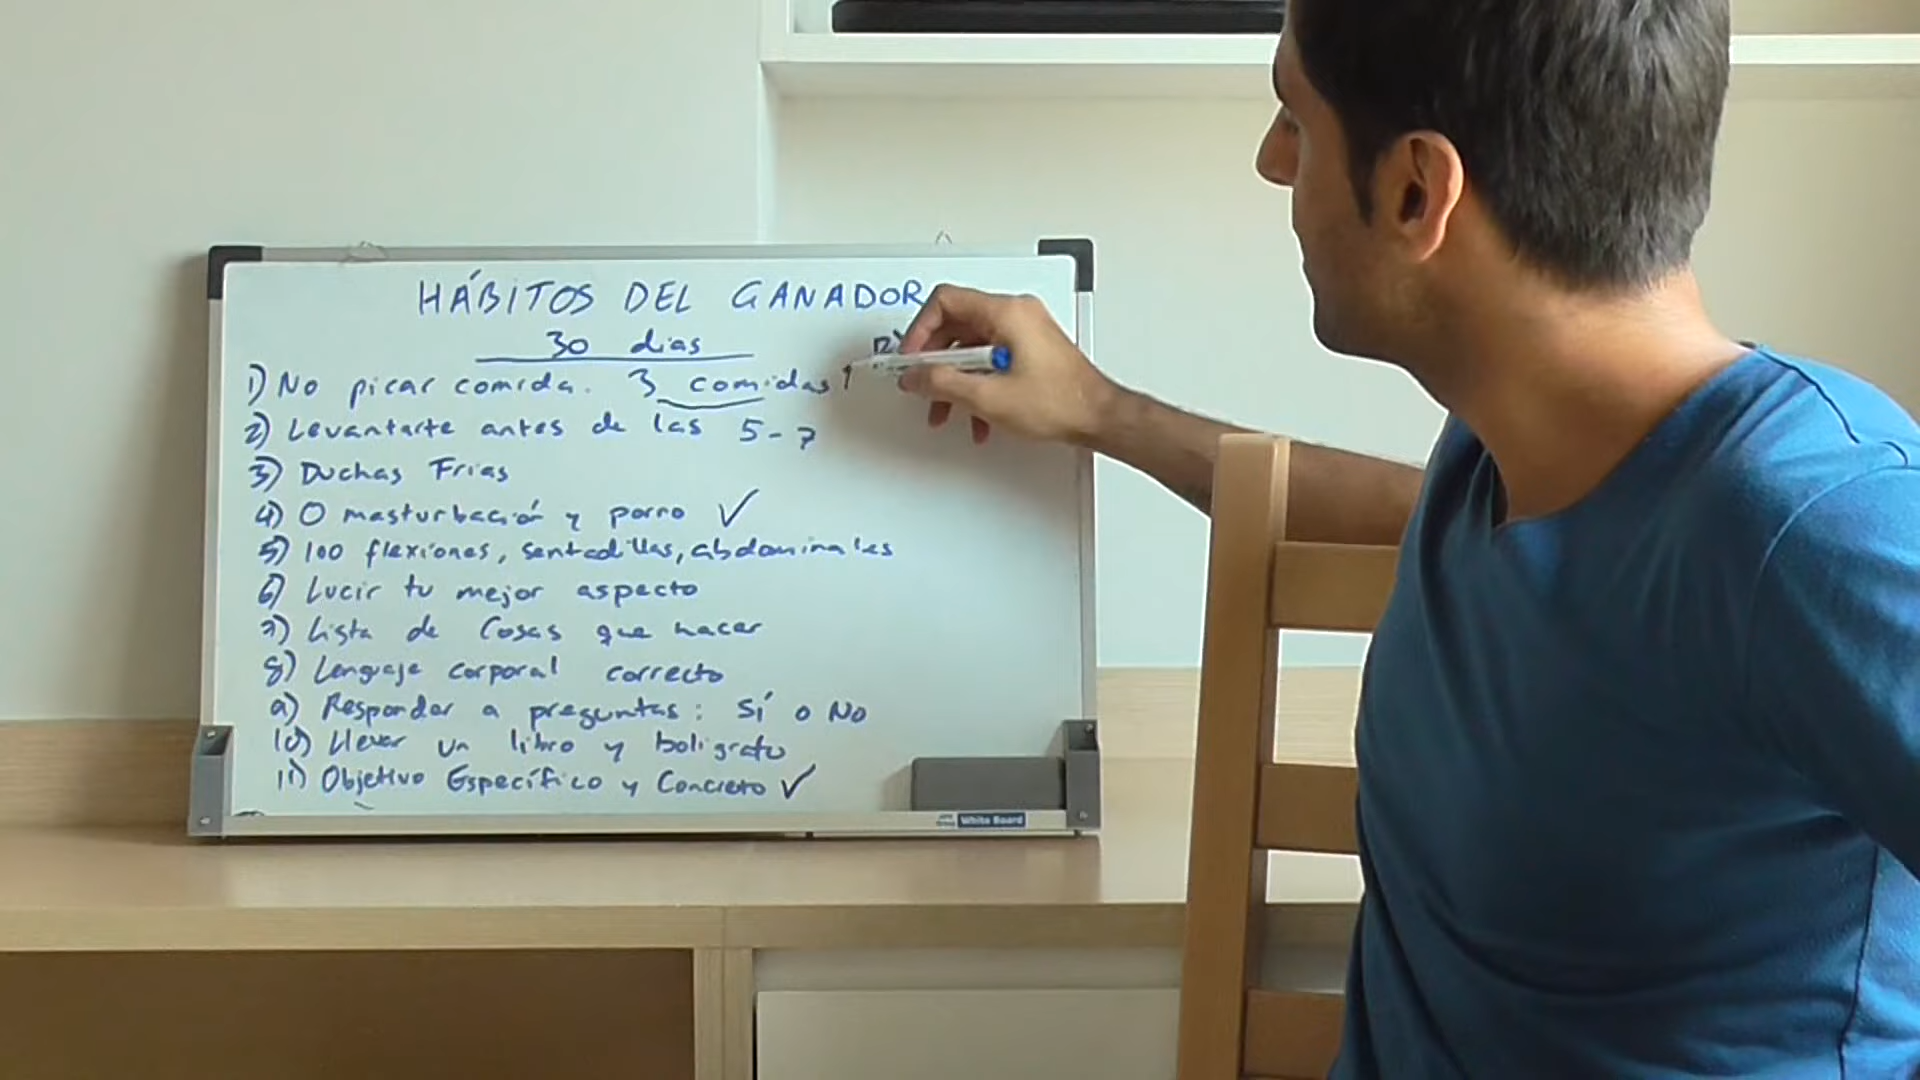 HÁBITOS DEL GANADOR
30 dias
1) No picar comida. 3 comidas
2) Levantarte antes de las 5-7
3) Duchas Frias
4) 0 masturbación y porno ✓
5) 100 flexiones, sentadillas, abdominales
6) Lucir tu mejor aspecto
7) Lista de Cosas que hacer
8) Lenguaje corporal correcto
9) Responder a preguntas: Sí o No
10) Llevar un libro y boligrafo
11) Objetivo Específico y Concreto ✓
White Board